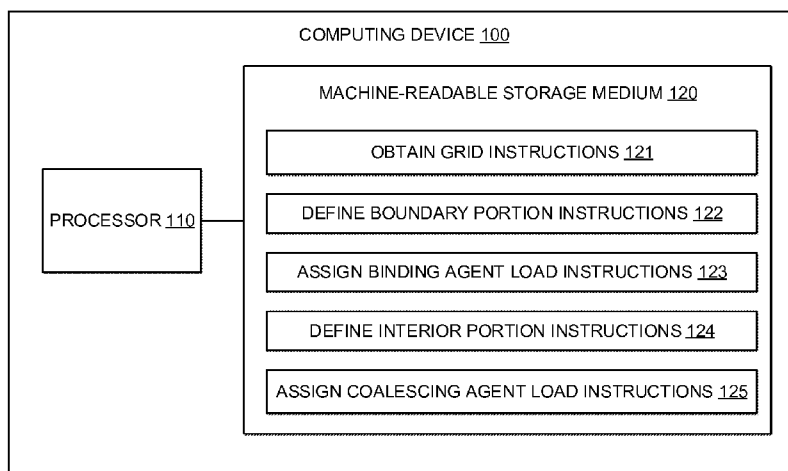 COMPUTING DEVICE 100
MACHINE-READABLE STORAGE MEDIUM 120
OBTAIN GRID INSTRUCTIONS 121
PROCESSOR 110
DEFINE BOUNDARY PORTION INSTRUCTIONS 122
ASSIGN BINDING AGENT LOAD INSTRUCTIONS 123
DEFINE INTERIOR PORTION INSTRUCTIONS 124
ASSIGN COALESCING AGENT LOAD INSTRUCTIONS 125